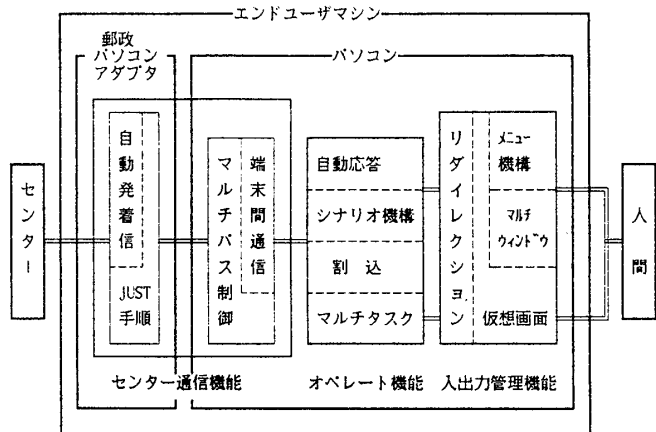 エンドユーザマシン
郵政
パソコン
アダプタ
パソコン
センター
自動発着信
JUST
手順
マルチパス制御
端末間通信
自動応答
シナリオ機構
割込
マルチタスク
リダイレクション
メニュー
機構
マルチ
ウィンドウ
仮想画面
人間
センター通信機能
オペレート機能
入出力管理機能